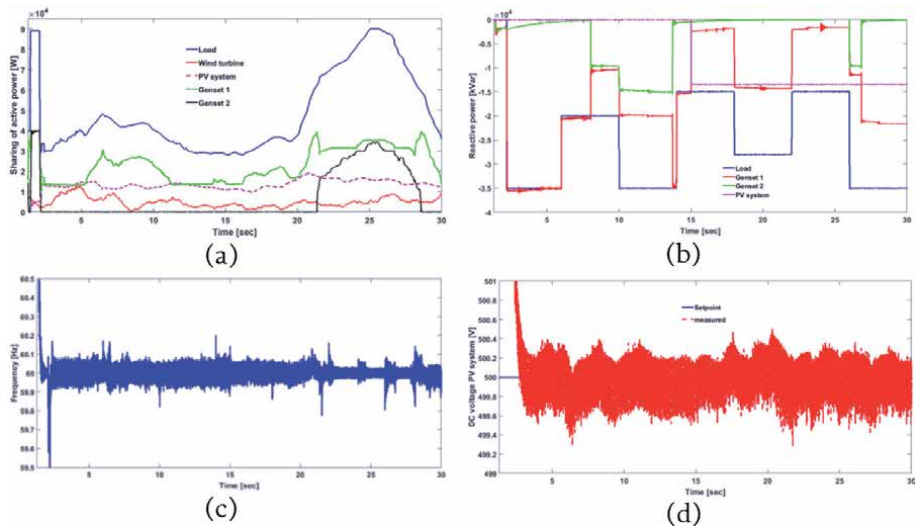 ×10⁴
9
8
7
6
5
4
3
2
1
0
Sharing of active power [W]
Load
Wind turbine
PV system
Genset 1
Genset 2
5 10 15 20 25 30
Time [sec]
(a)
×10⁴
0
-0.5
-1
-1.5
-2
-2.5
-3
-3.5
-4
Reactive power [kVar]
Load
Genset 1
Genset 2
PV system
5 10 15 20 25 30
Time [sec]
(b)
60.5
60.4
60.3
60.2
60.1
60
59.9
59.8
59.7
59.6
59.5
Frequency [Hz]
5 10 15 20 25 30
Time [sec]
(c)
501
500.8
500.6
500.4
500.2
500
499.8
499.6
499.4
499.2
499
DC voltage PV system [V]
Setpoint
measured
5 10 15 20 25 30
Time [sec]
(d)